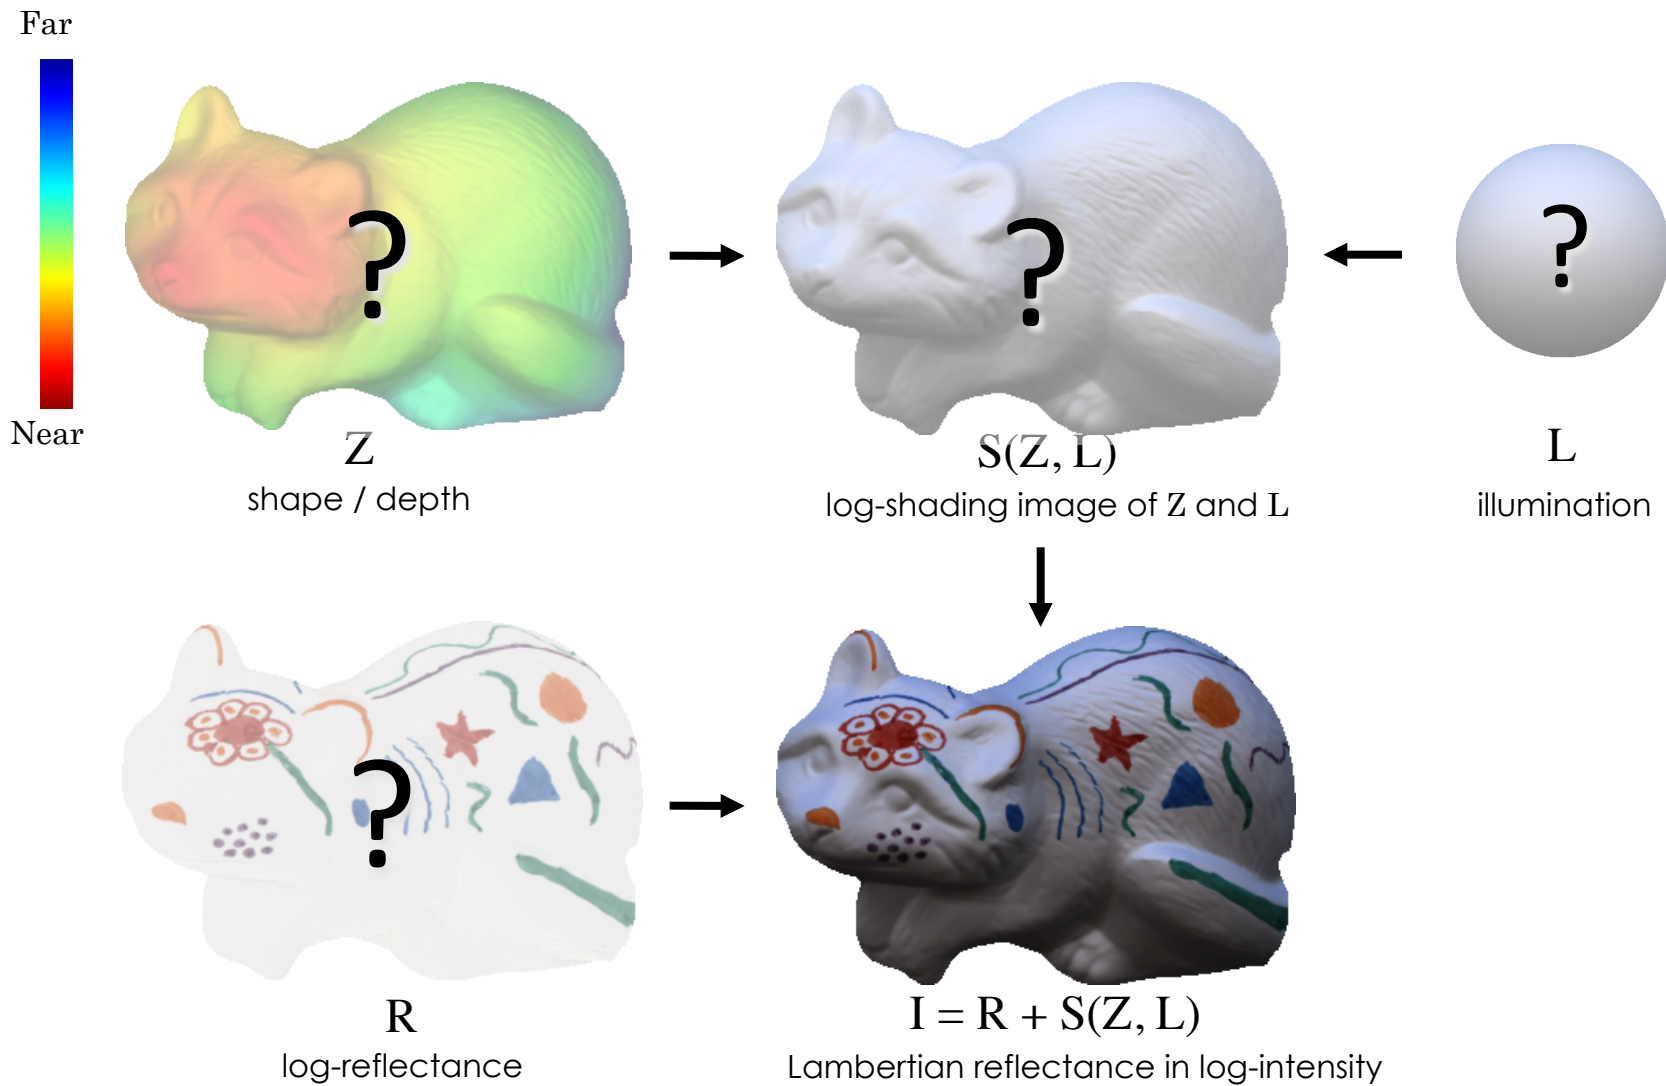 Far
Near
?
Z
shape / depth
?
S(Z, L)
log-shading image of Z and L
?
L
illumination
?
R
log-reflectance
I = R + S(Z, L)
Lambertian reflectance in log-intensity